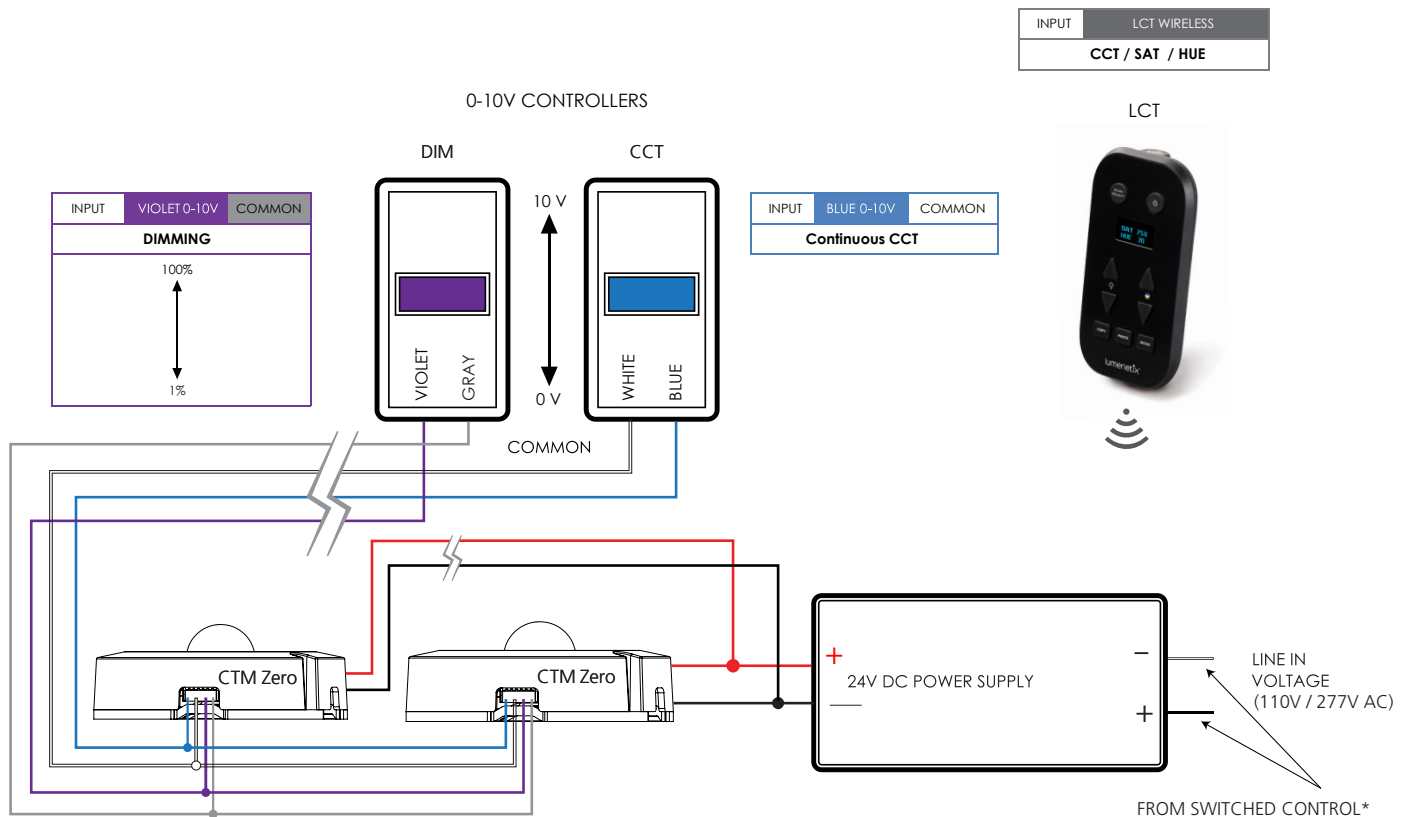 INPUT LCT WIRELESS
CCT / SAT / HUE
LCT
0-10V CONTROLLERS
DIM
CCT
INPUT VIOLET 0-10V COMMON
DIMMING
100%
1%
10 V
0 V
VIOLET
GRAY
WHITE
BLUE
COMMON
INPUT BLUE 0-10V COMMON
Continuous CCT
SAT 75%
HUE 30
lumenetix
CTM Zero
CTM Zero
+
24V DC POWER SUPPLY
—
−
+
LINE IN
VOLTAGE
(110V / 277V AC)
FROM SWITCHED CONTROL*